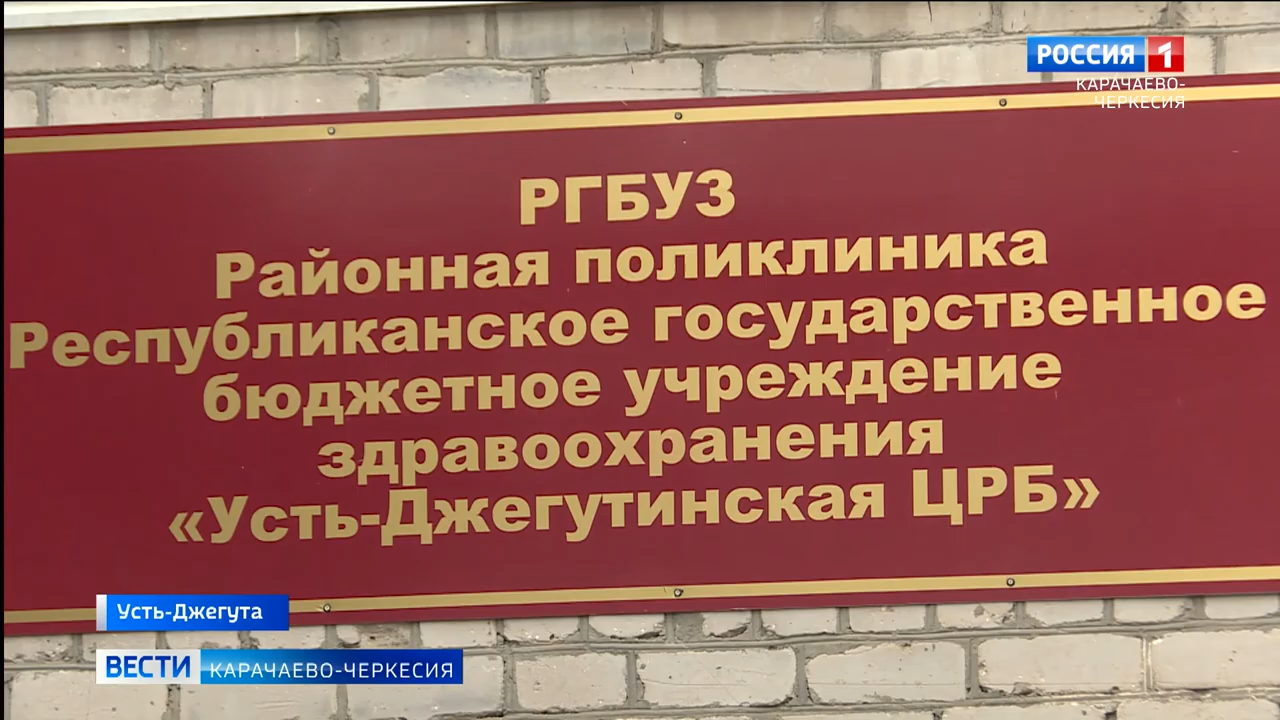 РОССИЯ 1
КАРАЧАЕВО-
ЧЕРКЕСИЯ
РГБУЗ
Районная поликлиника
Республиканское государственное
бюджетное учреждение
здравоохранения
«Усть-Джегутинская ЦРБ»
Усть-Джегута
ВЕСТИ КАРАЧАЕВО-ЧЕРКЕСИЯ